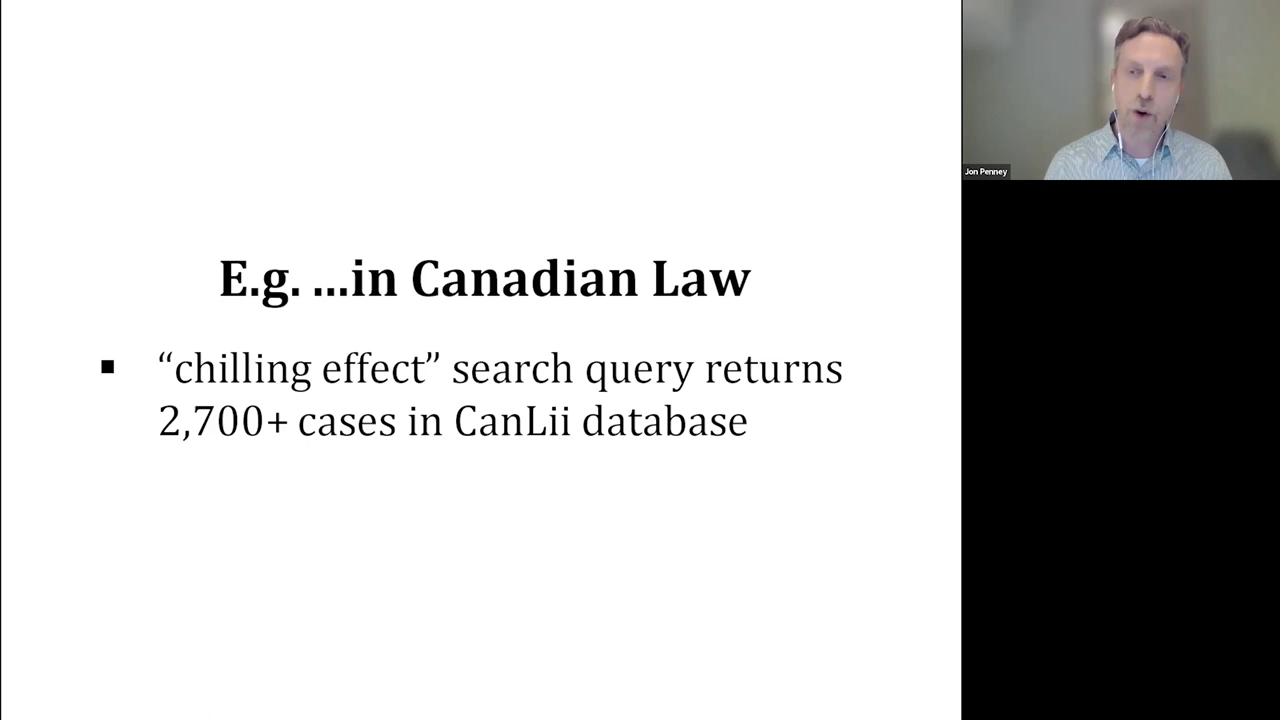 E.g. ...in Canadian Law
▪ “chilling effect” search query returns
2,700+ cases in CanLii database
Jon Penney